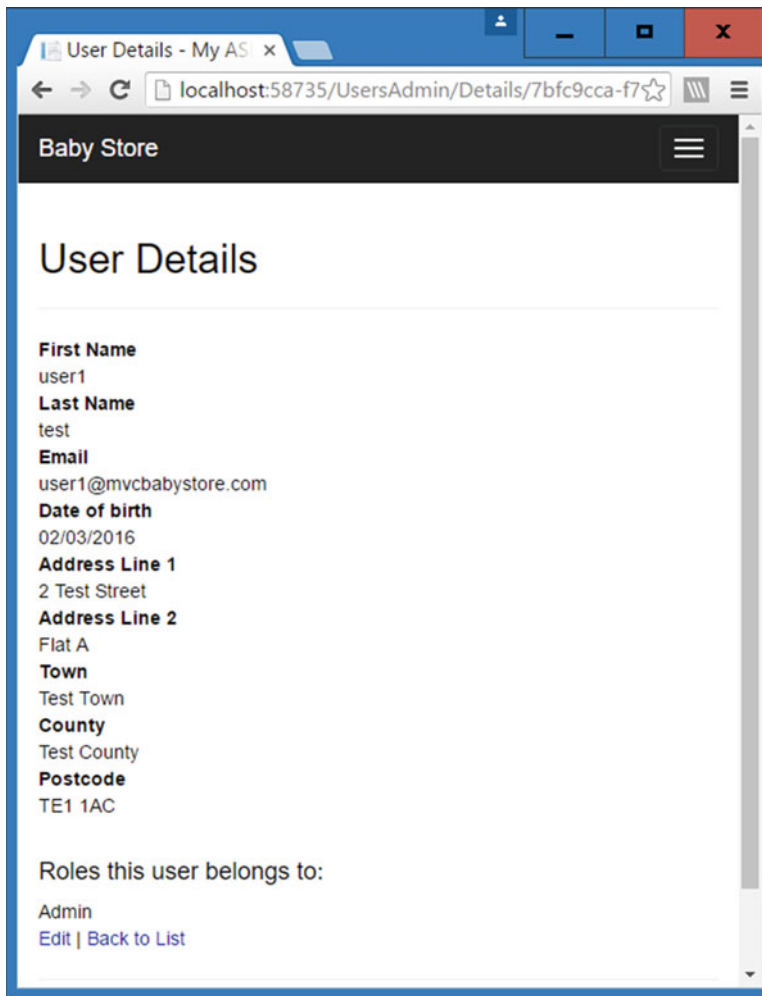 User Details - My AS
localhost:58735/UsersAdmin/Details/7bfc9cca-f7
Baby Store
User Details
First Name
user1
Last Name
test
Email
user1@mvcbabystore.com
Date of birth
02/03/2016
Address Line 1
2 Test Street
Address Line 2
Flat A
Town
Test Town
County
Test County
Postcode
TE1 1AC
Roles this user belongs to:
Admin
Edit | Back to List